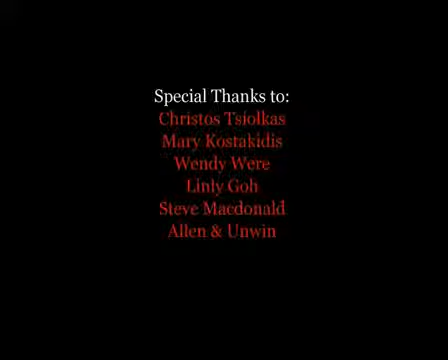 Special Thanks to:
Christos Tsiolkas
Mary Kostakidis
Wendy Were
Linly Goh
Steve Macdonald
Allen & Unwin